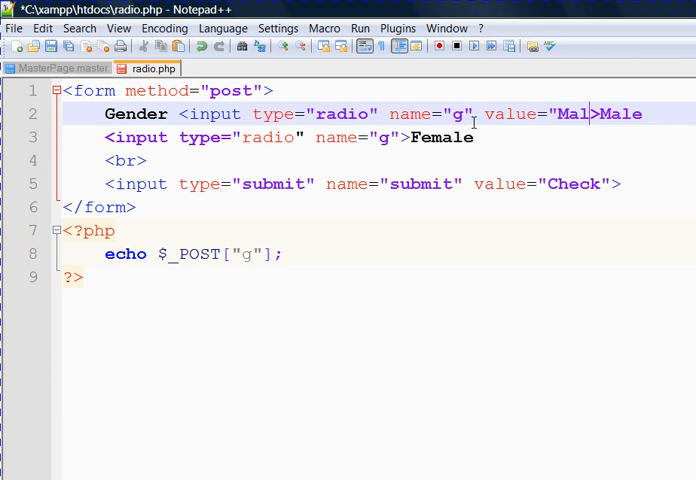 *C:\xampp\htdocs\radio.php - Notepad++
File Edit Search View Encoding Language Settings Macro Run Plugins Window ?
MasterPage.master radio.php
1 <form method="post">
2 Gender <input type="radio" name="g" value="Mal>Male
3 <input type="radio" name="g">Female
4 <br>
5 <input type="submit" name="submit" value="Check">
6 </form>
7 <?php
8 echo $_POST["g"];
9 ?>